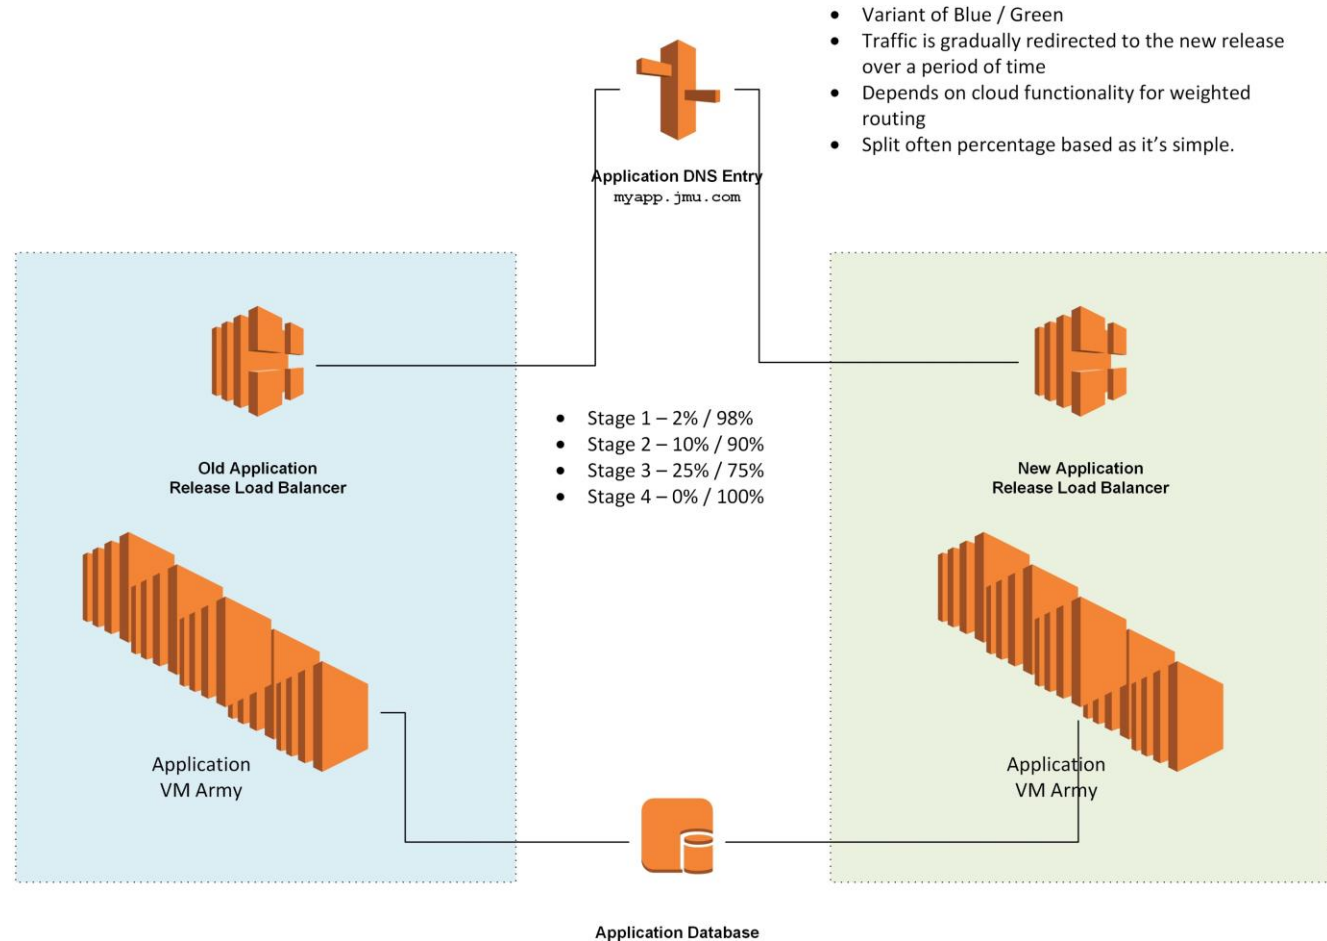 • Variant of Blue / Green
• Traffic is gradually redirected to the new release
over a period of time
• Depends on cloud functionality for weighted
routing
• Split often percentage based as it's simple.
Application DNS Entry
myapp.jmu.com
• Stage 1 – 2% / 98%
• Stage 2 – 10% / 90%
• Stage 3 – 25% / 75%
• Stage 4 – 0% / 100%
Old Application
Release Load Balancer
New Application
Release Load Balancer
Application
VM Army
Application
VM Army
Application Database